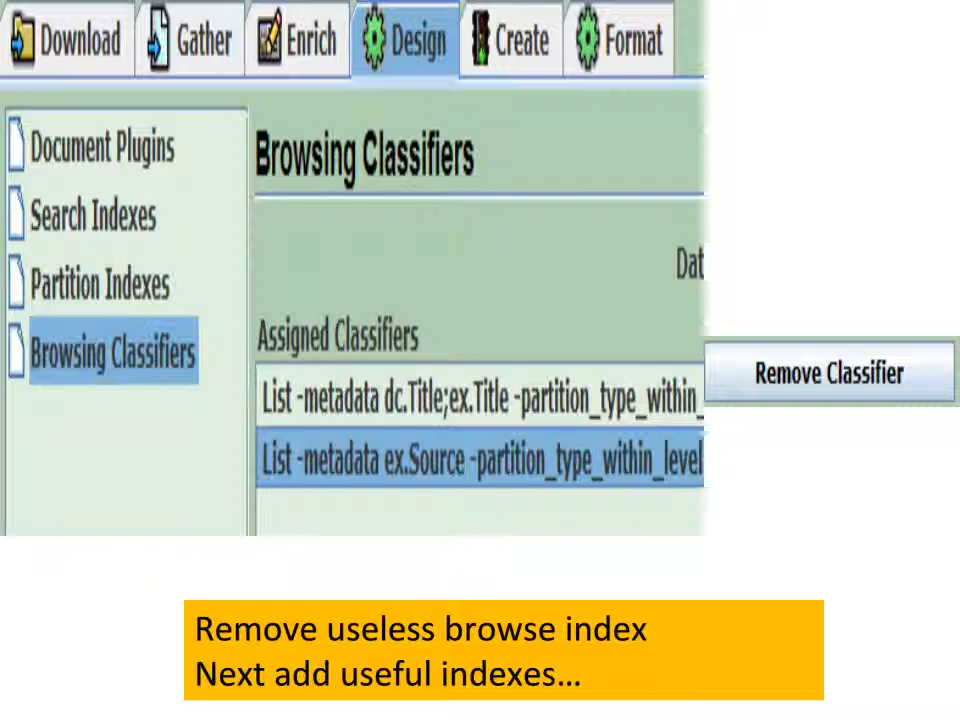 Download Gather Enrich Design Create Format
Document Plugins
Search Indexes
Partition Indexes
Browsing Classifiers
Browsing Classifiers
Dat
Assigned Classifiers
List -metadata dc.Title;ex.Title -partition_type_within_
List -metadata ex.Source -partition_type_within_level
Remove Classifier
Remove useless browse index
Next add useful indexes…